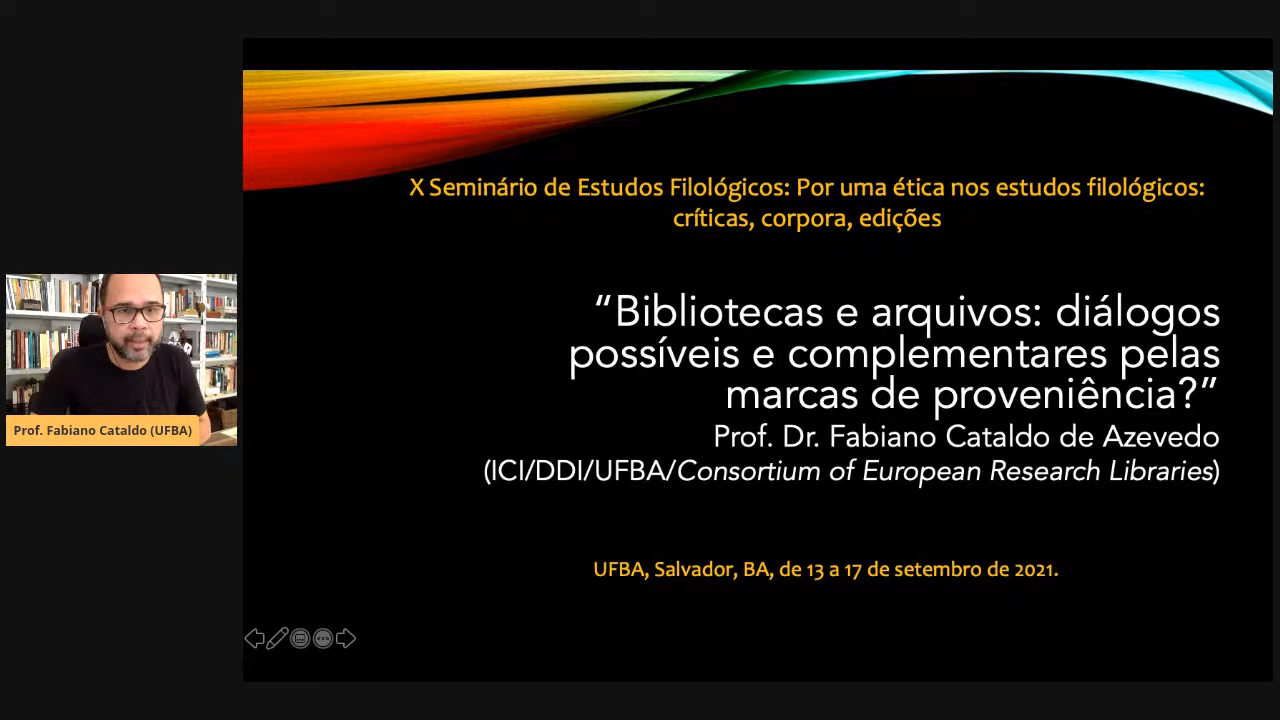 X Seminário de Estudos Filológicos: Por uma ética nos estudos filológicos:
críticas, corpora, edições
“Bibliotecas e arquivos: diálogos
possíveis e complementares pelas
marcas de proveniência?”
Prof. Dr. Fabiano Cataldo de Azevedo
(ICI/DDI/UFBA/Consortium of European Research Libraries)
Prof. Fabiano Cataldo (UFBA)
UFBA, Salvador, BA, de 13 a 17 de setembro de 2021.